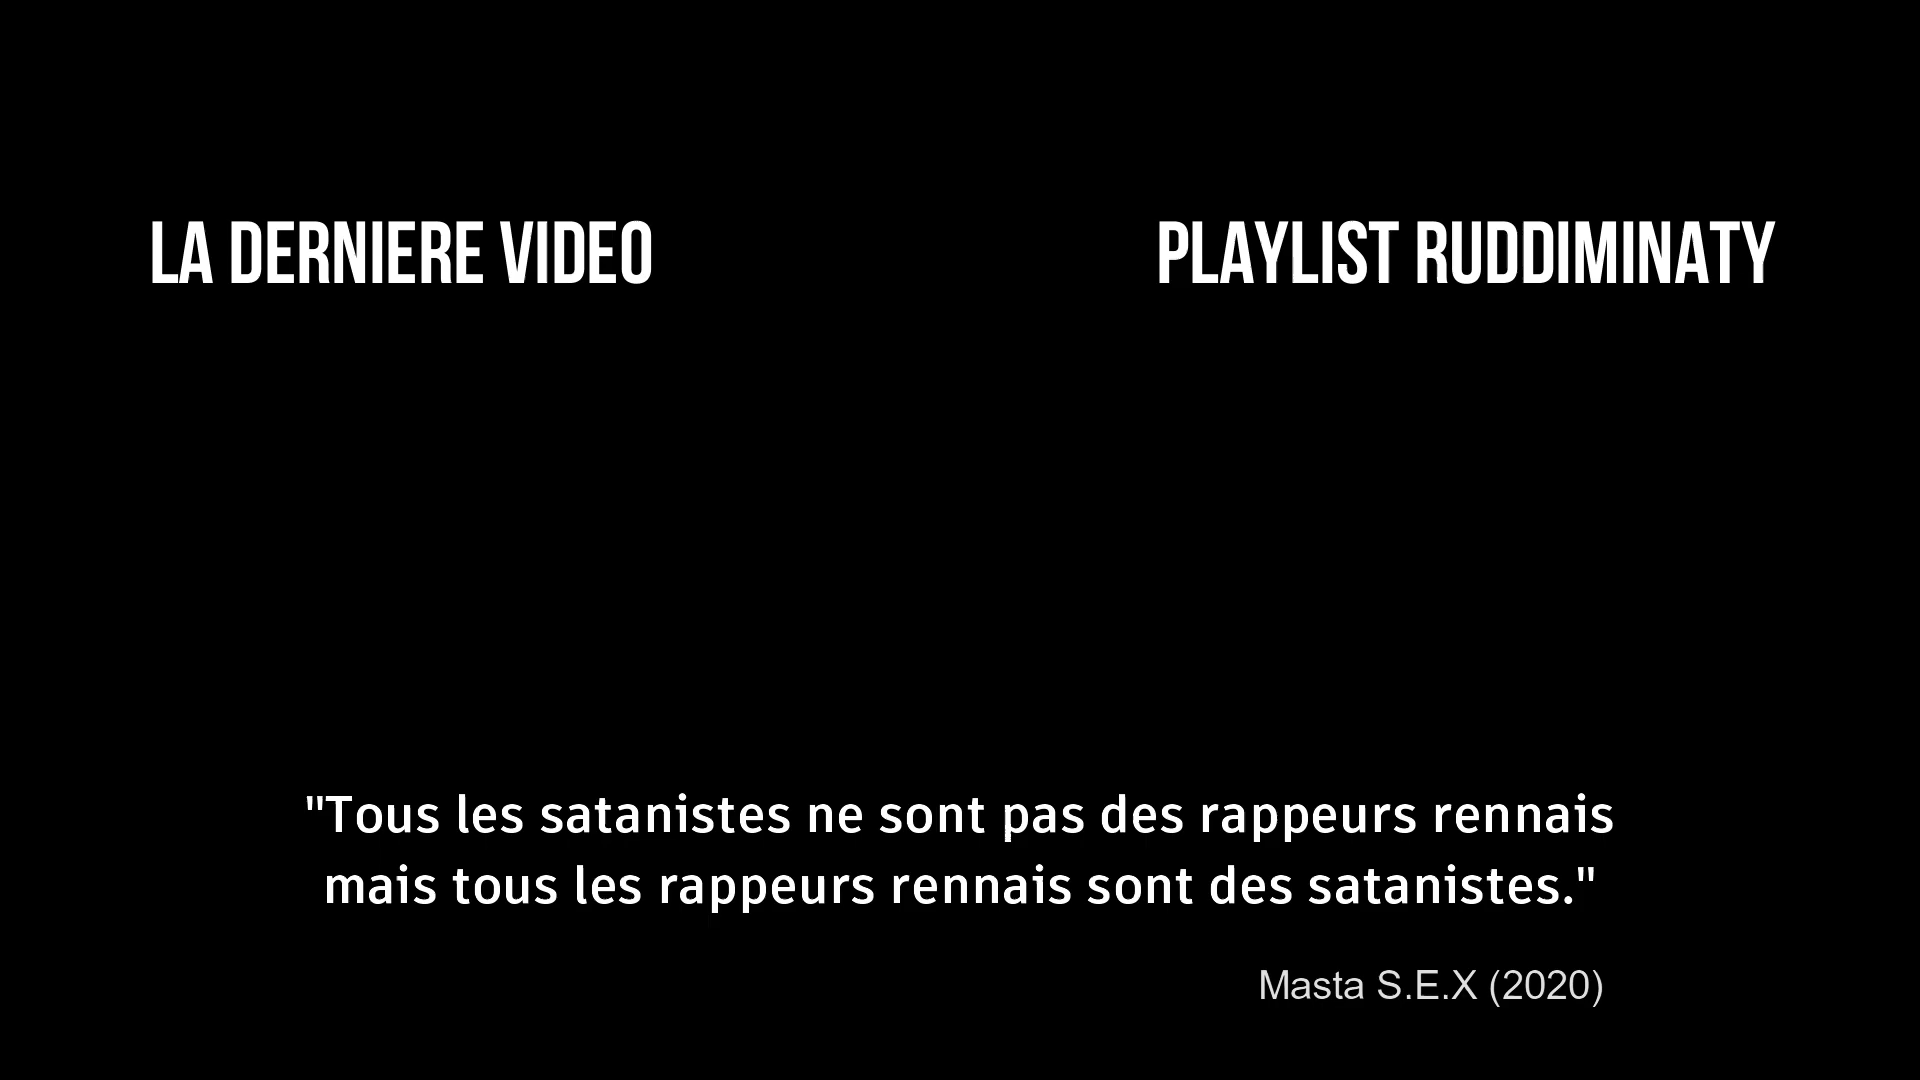 LA DERNIERE VIDEO
PLAYLIST RUDDIMINATY
"Tous les satanistes ne sont pas des rappeurs rennais
mais tous les rappeurs rennais sont des satanistes."
Masta S.E.X (2020)